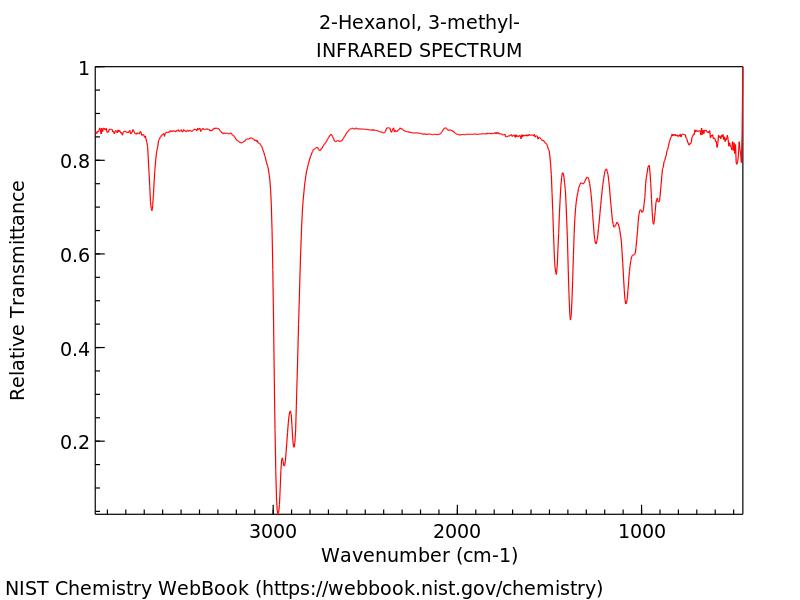 2-Hexanol, 3-methyl-
INFRARED SPECTRUM
1
0.8
0.6
0.4
0.2
Relative Transmittance
3000 2000 1000
Wavenumber (cm-1)
NIST Chemistry WebBook (https://webbook.nist.gov/chemistry)